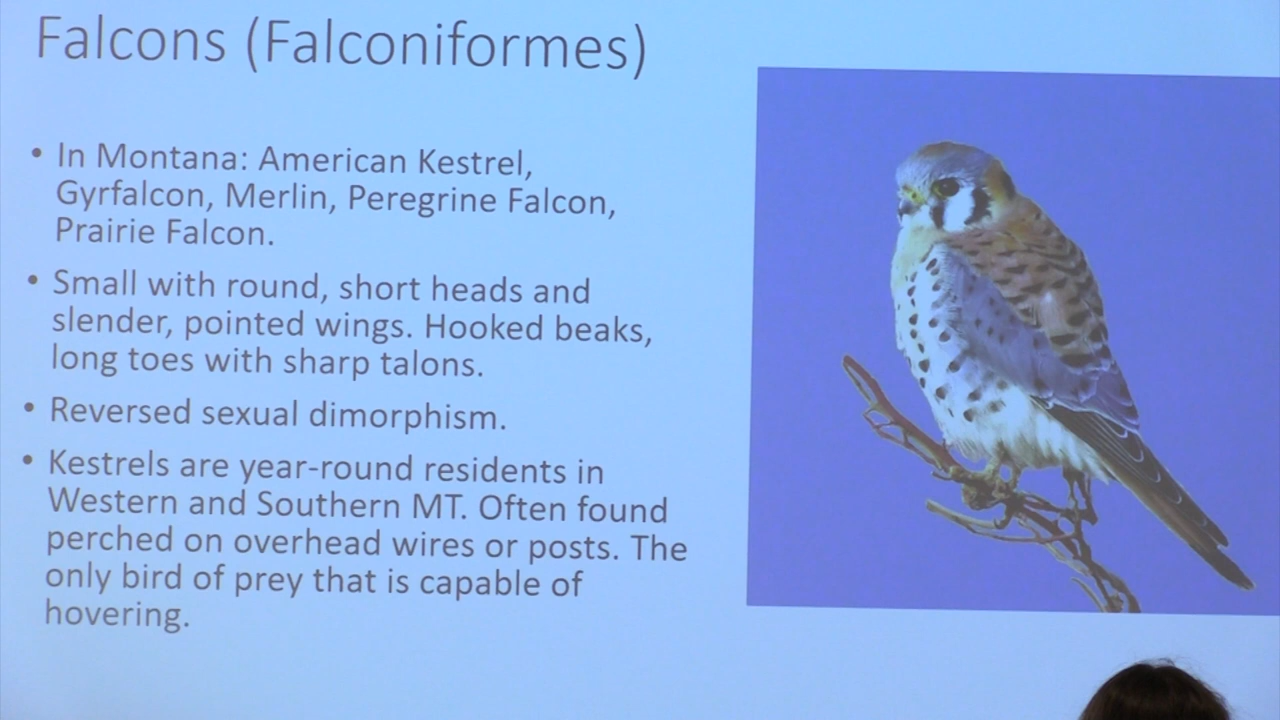 Falcons (Falconiformes)
• In Montana: American Kestrel,
Gyrfalcon, Merlin, Peregrine Falcon,
Prairie Falcon.
• Small with round, short heads and
slender, pointed wings. Hooked beaks,
long toes with sharp talons.
• Reversed sexual dimorphism.
• Kestrels are year-round residents in
Western and Southern MT. Often found
perched on overhead wires or posts. The
only bird of prey that is capable of
hovering.